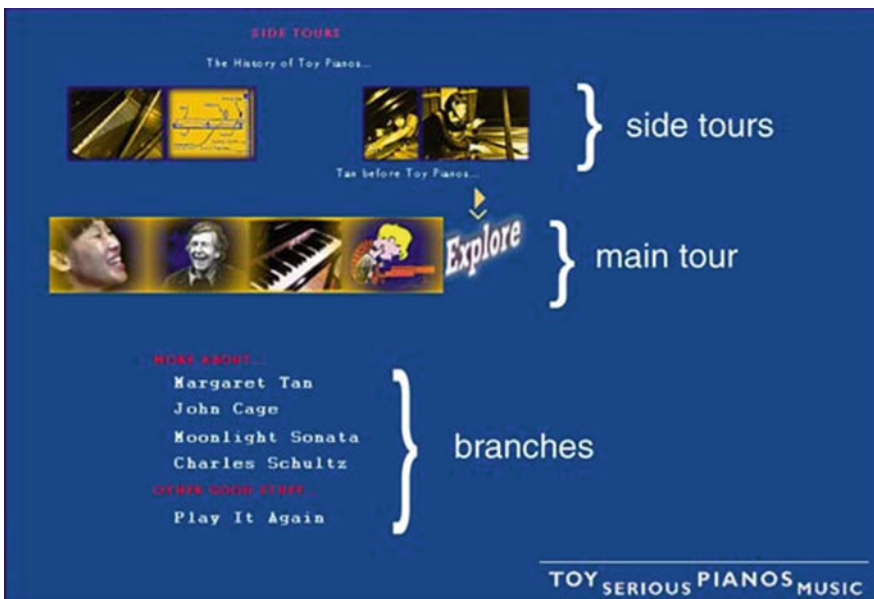 SIDE TOURS
The History of Toy Pianos...
side tours
Tan before Toy Pianos...
Explore
main tour
MORE ABOUT...
Margaret Tan
John Cage
Moonlight Sonata
Charles Schultz
branches
OTHER GOOD STUFF...
Play It Again
TOY SERIOUS PIANOS MUSIC